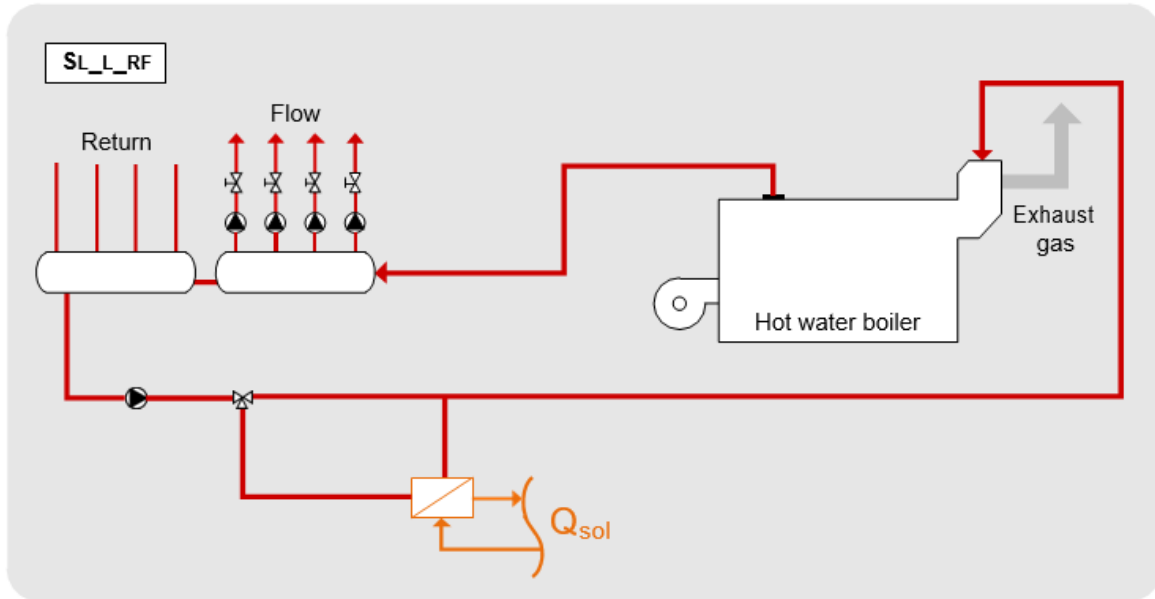 SL_L_RF
Flow
Return
Exhaust
gas
Hot water boiler
Qsol